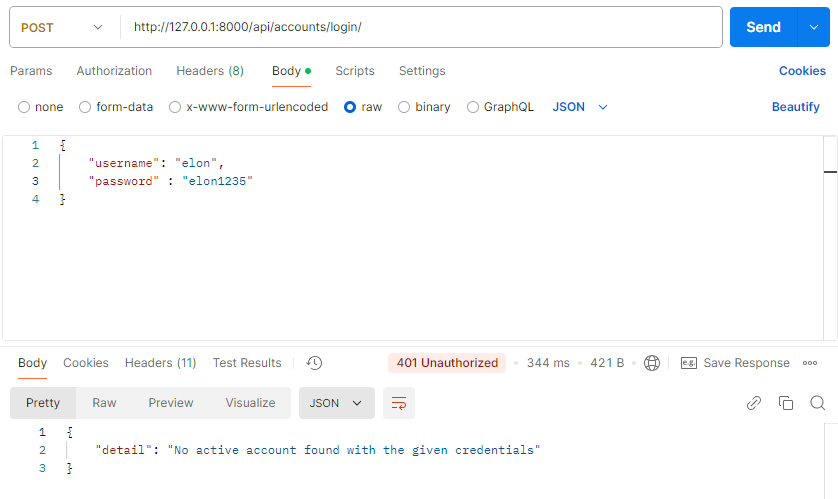 POST http://127.0.0.1:8000/api/accounts/login/ Send
Params Authorization Headers (8) Body Scripts Settings Cookies
none form-data x-www-form-urlencoded raw binary GraphQL JSON Beautify
1 {
2 "username": "elon",
3 "password" : "elon1235"
4 }
Body Cookies Headers (11) Test Results 401 Unauthorized 344 ms 421 B e.g. Save Response
Pretty Raw Preview Visualize JSON
1 {
2 "detail": "No active account found with the given credentials"
3 }